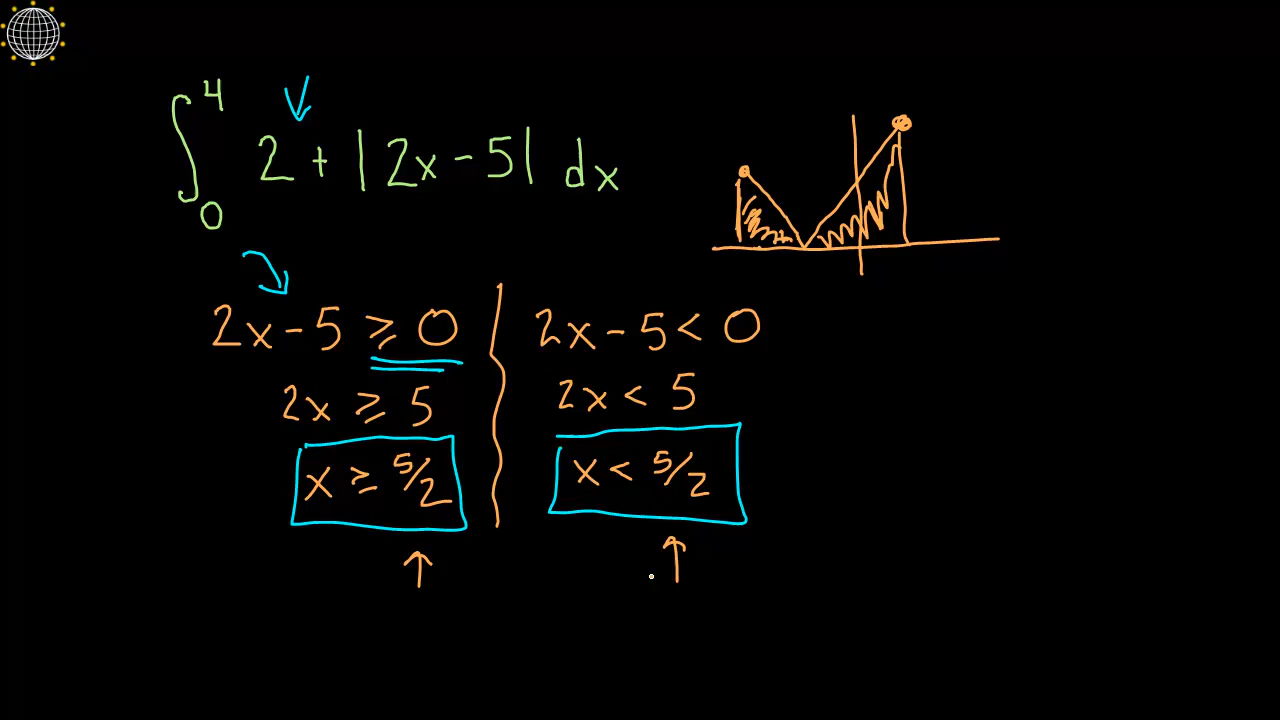 ∫₀⁴ 2 + |2x - 5| dx
2x - 5 ≥ 0
2x ≥ 5
x ≥ 5/2
2x - 5 < 0
2x < 5
x < 5/2